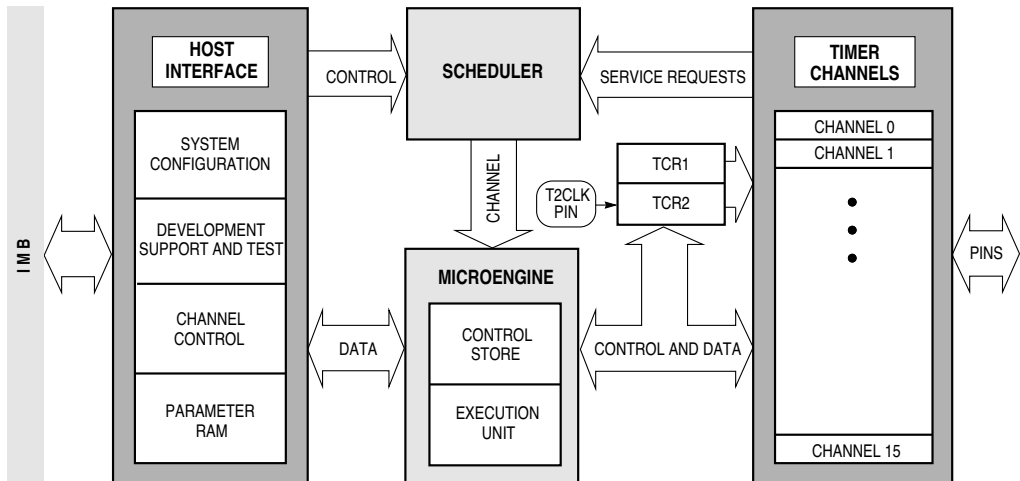 IMB
HOST
INTERFACE
SYSTEM
CONFIGURATION
DEVELOPMENT
SUPPORT AND TEST
CHANNEL
CONTROL
PARAMETER
RAM
CONTROL
SCHEDULER
SERVICE REQUESTS
CHANNEL
T2CLK
PIN
TCR1
TCR2
MICROENGINE
CONTROL
STORE
EXECUTION
UNIT
DATA
CONTROL AND DATA
TIMER
CHANNELS
CHANNEL 0
CHANNEL 1
CHANNEL 15
PINS